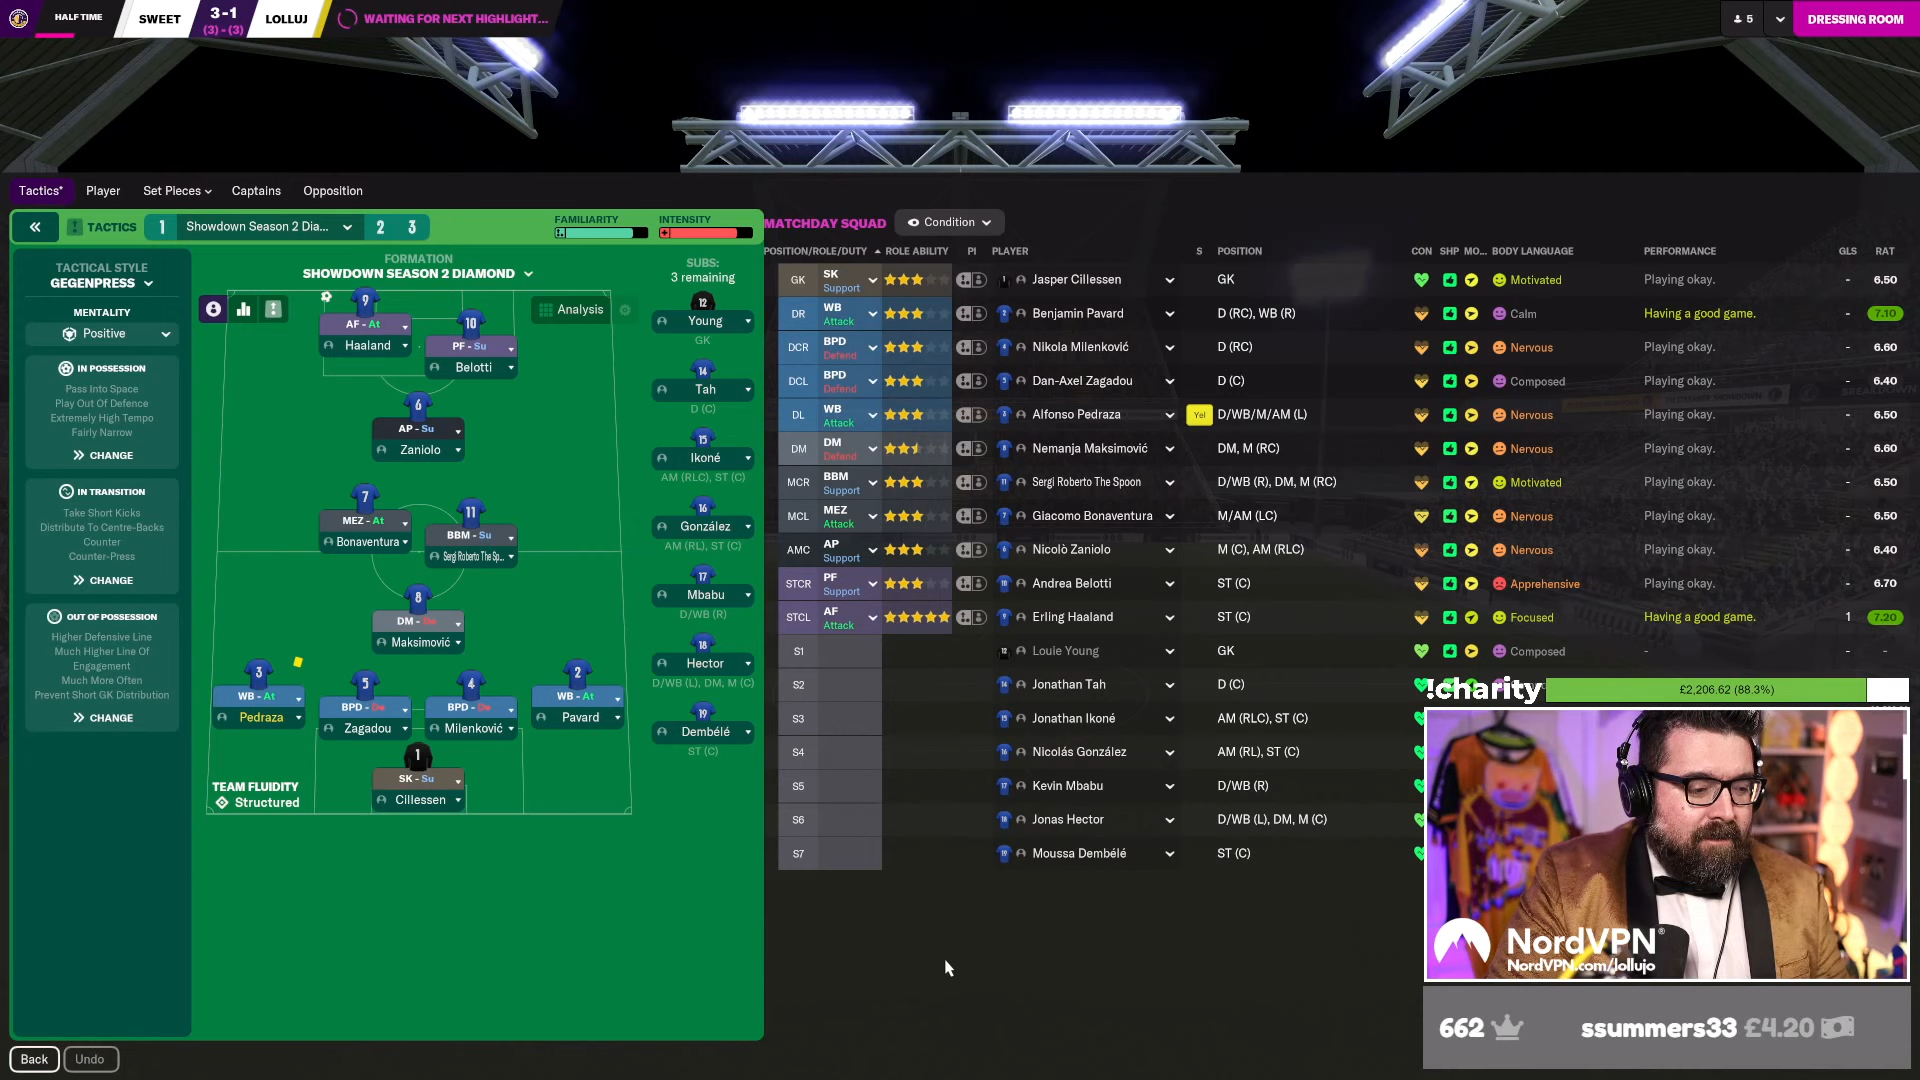 HALF TIME
SWEET
3-1
(3) - (3)
LOLLUJ
WAITING FOR NEXT HIGHLIGHT...
5
DRESSING ROOM
Tactics*
Player
Set Pieces
Captains
Opposition
TACTICS
1
Showdown Season 2 Dia...
2
3
FAMILIARITY
INTENSITY
TACTICAL STYLE
GEGENPRESS
MENTALITY
Positive
IN POSSESSION
Pass Into Space
Play Out Of Defence
Extremely High Tempo
Fairly Narrow
CHANGE
IN TRANSITION
Take Short Kicks
Distribute To Centre-Backs
Counter
Counter-Press
CHANGE
OUT OF POSSESSION
Higher Defensive Line
Much Higher Line Of
Engagement
Much More Often
Prevent Short GK Distribution
CHANGE
FORMATION
SHOWDOWN SEASON 2 DIAMOND
Analysis
9
AF - At
Haaland
10
PF - Su
Belotti
6
AP - Su
Zaniolo
7
MEZ - At
Bonaventura
11
BBM - Su
Sergi Roberto The Sp...
8
DM - De
Maksimović
3
WB - At
Pedraza
5
BPD - De
Zagadou
4
BPD - De
Milenković
2
WB - At
Pavard
1
SK - Su
Cillessen
TEAM FLUIDITY
Structured
SUBS:
3 remaining
12
Young
GK
14
Tah
D (C)
15
Ikoné
AM (RLC), ST (C)
16
González
AM (RL), ST (C)
17
Mbabu
D/WB (R)
18
Hector
D/WB (L), DM, M (C)
19
Dembélé
ST (C)
MATCHDAY SQUAD
Condition
POSITION/ROLE/DUTY ROLE ABILITY PI PLAYER S POSITION CON SHP MO... BODY LANGUAGE PERFORMANCE GLS RAT
GK SK Support Jasper Cillessen GK Motivated Playing okay. - 6.50
DR WB Attack Benjamin Pavard D (RC), WB (R) Calm Having a good game. - 7.10
DCR BPD Defend Nikola Milenković D (RC) Nervous Playing okay. - 6.60
DCL BPD Defend Dan-Axel Zagadou D (C) Composed Playing okay. - 6.40
DL WB Attack Alfonso Pedraza Yel D/WB/M/AM (L) Nervous Playing okay. - 6.50
DM DM Defend Nemanja Maksimović DM, M (RC) Nervous Playing okay. - 6.60
MCR BBM Support Sergi Roberto The Spoon D/WB (R), DM, M (RC) Motivated Playing okay. - 6.50
MCL MEZ Attack Giacomo Bonaventura M/AM (LC) Nervous Playing okay. - 6.50
AMC AP Support Nicolò Zaniolo M (C), AM (RLC) Nervous Playing okay. - 6.40
STCR PF Support Andrea Belotti ST (C) Apprehensive Playing okay. - 6.70
STCL AF Attack Erling Haaland ST (C) Focused Having a good game. 1 7.20
S1 Louie Young GK Composed - - -
S2 Jonathan Tah D (C)
S3 Jonathan Ikoné AM (RLC), ST (C)
S4 Nicolás González AM (RL), ST (C)
S5 Kevin Mbabu D/WB (R)
S6 Jonas Hector D/WB (L), DM, M (C)
S7 Moussa Dembélé ST (C)
!charity
£2,206.62 (88.3%)
NordVPN®
NordVPN.com/lollujo
662
ssummers33 £4.20
Back
Undo